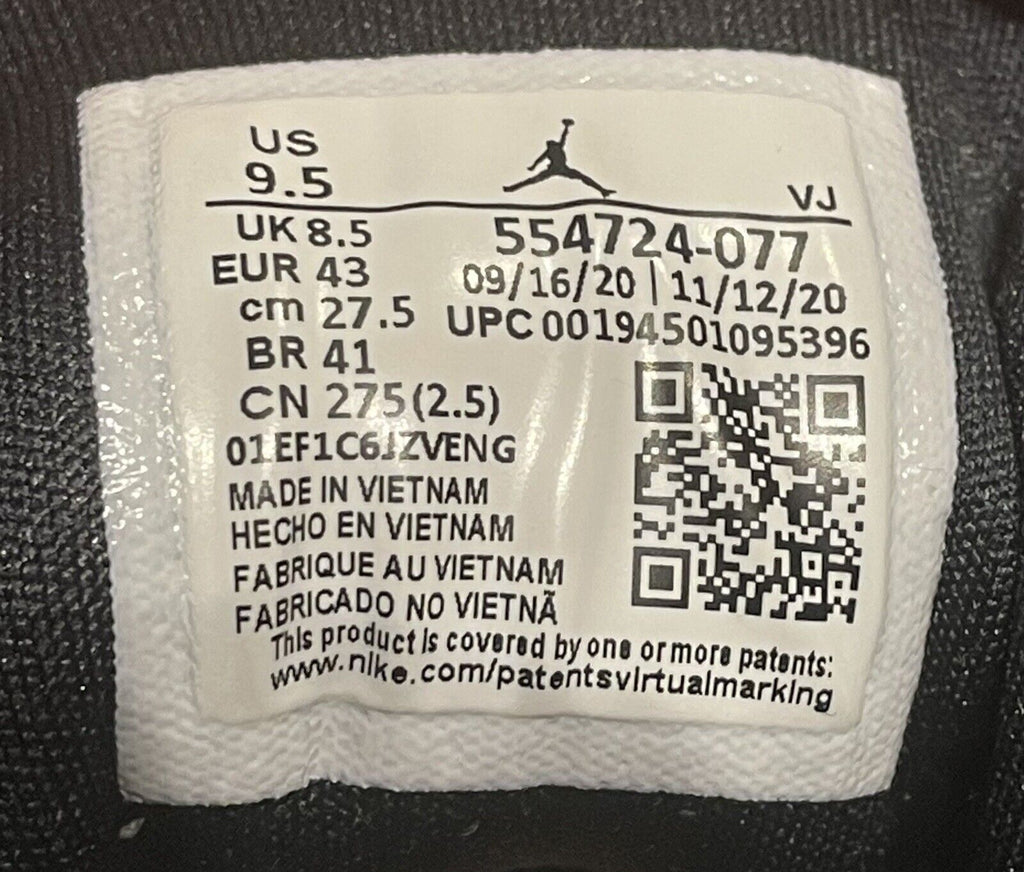 US
9.5
VJ
UK 8.5
EUR 43
cm 27.5
BR 41
CN 275(2.5)
554724-077
09/16/20 | 11/12/20
UPC 00194501095396
01EF1C6JZVENG
MADE IN VIETNAM
HECHO EN VIETNAM
FABRIQUE AU VIETNAM
FABRICADO NO VIETNÃ
This product is covered by one or more patents:
www.nike.com/patentsvirtualmarking